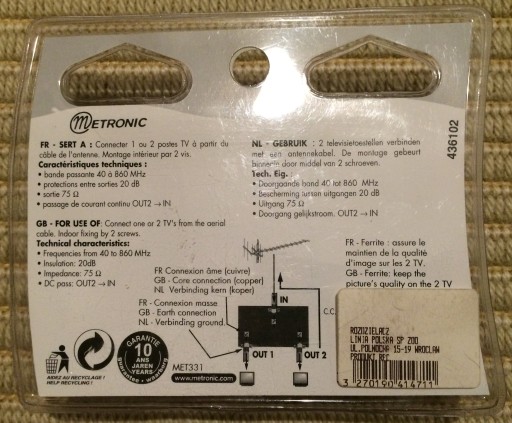 METRONIC
FR - SERT A : Connecter 1 ou 2 postes TV à partir du
câble de l'antenne. Montage intérieur par 2 vis.
Caractéristiques techniques :
• bande passante 40 à 860 MHz
• protections entre sorties 20 dB
• sortie 75 Ω
• passage de courant continu OUT2 → IN
GB - FOR USE OF: Connect one or 2 TV's from the aerial
cable. Indoor fixing by 2 screws.
Technical characteristics:
• Frequencies from 40 to 860 MHz
• Insulation: 20dB
• Impedance: 75 Ω
• DC pass: OUT2 → IN
NL - GEBRUIK : 2 televisietoestellen verbinden
met een antennekabel. De montage gebeurt
binnenin door middel van 2 schroeven.
Tech. Eig. :
• Doorgaande band 40 tot 860 MHz
• Bescherming tussen uitgangen 20 dB
• Uitgang 75 Ω
• Doorgang gelijkstroom. OUT2 → IN
436102
FR Connexion âme (cuivre)
GB - Core connection (copper)
NL Verbinding kern (koper)
FR - Connexion masse
GB - Earth connection
NL - Verbinding ground
IN
C.C.
OUT 1
OUT 2
FR - Ferrite : assure le
maintien de la qualité
d'image sur les 2 TV.
GB - Ferrite: keep the
picture's quality on the 2 TV
AIDEZ AU RECYCLAGE !
HELP RECYCLING !
GARANTIE
10
ANS
JAREN
YEARS
Guarantee • waarborg
MET331
www.metronic.com
ROZDZIELACZ
LINIA POLSKA SP ZOO
UL.POLNOCNA 15-19 WROCLAW
PRODUKT REF
3 270190 414711